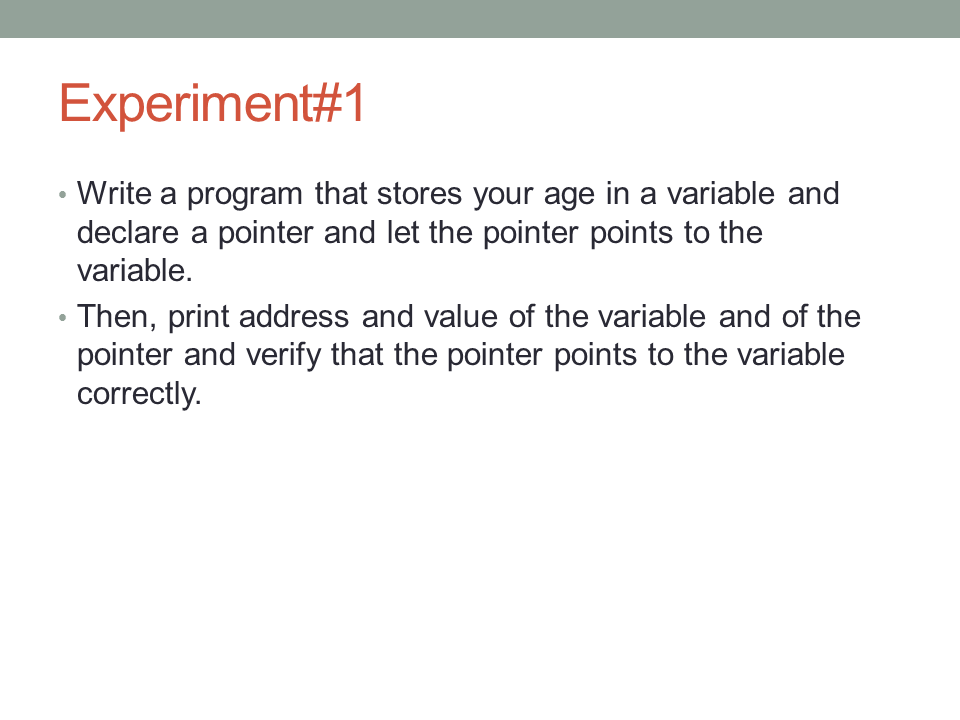 Experiment#1
• Write a program that stores your age in a variable and
declare a pointer and let the pointer points to the
variable.
• Then, print address and value of the variable and of the
pointer and verify that the pointer points to the variable
correctly.